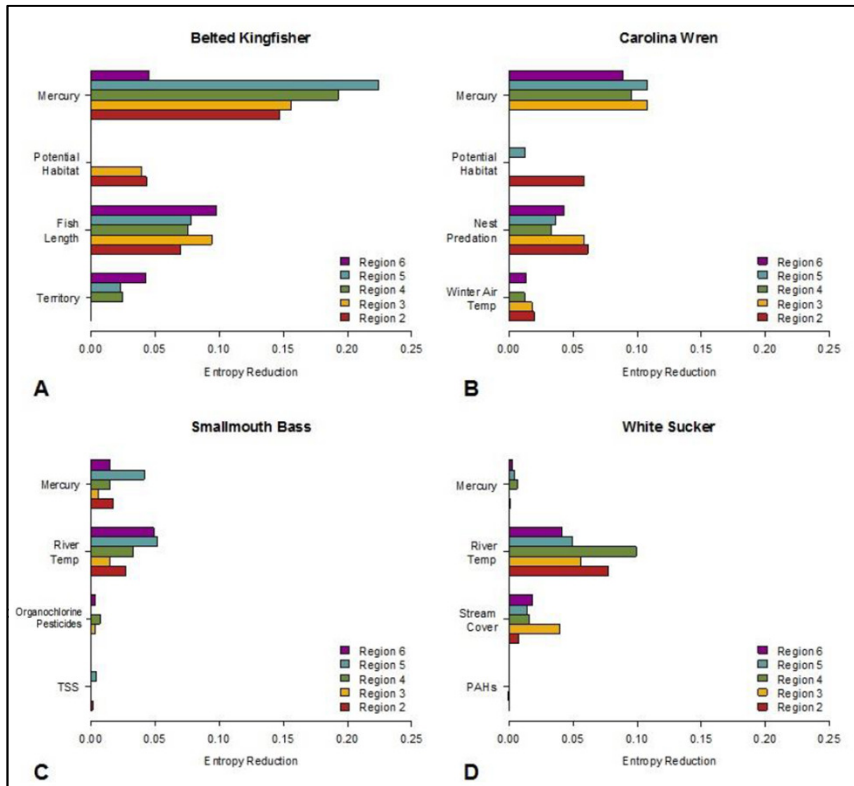 Belted Kingfisher
Mercury
Potential
Habitat
Fish
Length
Territory
Region 6
Region 5
Region 4
Region 3
Region 2
0.00 0.05 0.10 0.15 0.20 0.25
Entropy Reduction
A
Carolina Wren
Mercury
Potential
Habitat
Nest
Predation
Winter Air
Temp
Region 6
Region 5
Region 4
Region 3
Region 2
0.00 0.05 0.10 0.15 0.20 0.25
Entropy Reduction
B
Smallmouth Bass
Mercury
River
Temp
Organochlorine
Pesticides
TSS
Region 6
Region 5
Region 4
Region 3
Region 2
0.00 0.05 0.10 0.15 0.20 0.25
Entropy Reduction
C
White Sucker
Mercury
River
Temp
Stream
Cover
PAHs
Region 6
Region 5
Region 4
Region 3
Region 2
0.00 0.05 0.10 0.15 0.20 0.25
Entropy Reduction
D